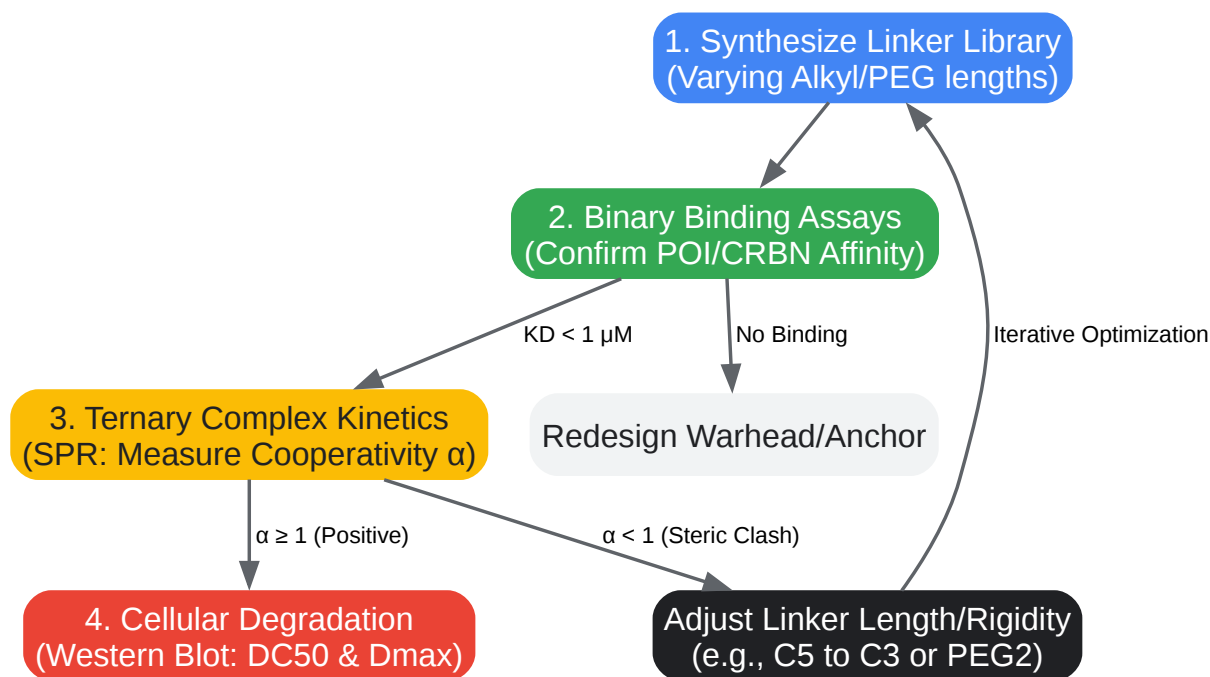 1. Synthesize Linker Library
(Varying Alkyl/PEG lengths)
2. Binary Binding Assays
(Confirm POI/CRBN Affinity)
KD < 1 μM
No Binding
Iterative Optimization
3. Ternary Complex Kinetics
(SPR: Measure Cooperativity α)
Redesign Warhead/Anchor
α ≥ 1 (Positive)
α < 1 (Steric Clash)
4. Cellular Degradation
(Western Blot: DC50 & Dmax)
Adjust Linker Length/Rigidity
(e.g., C5 to C3 or PEG2)